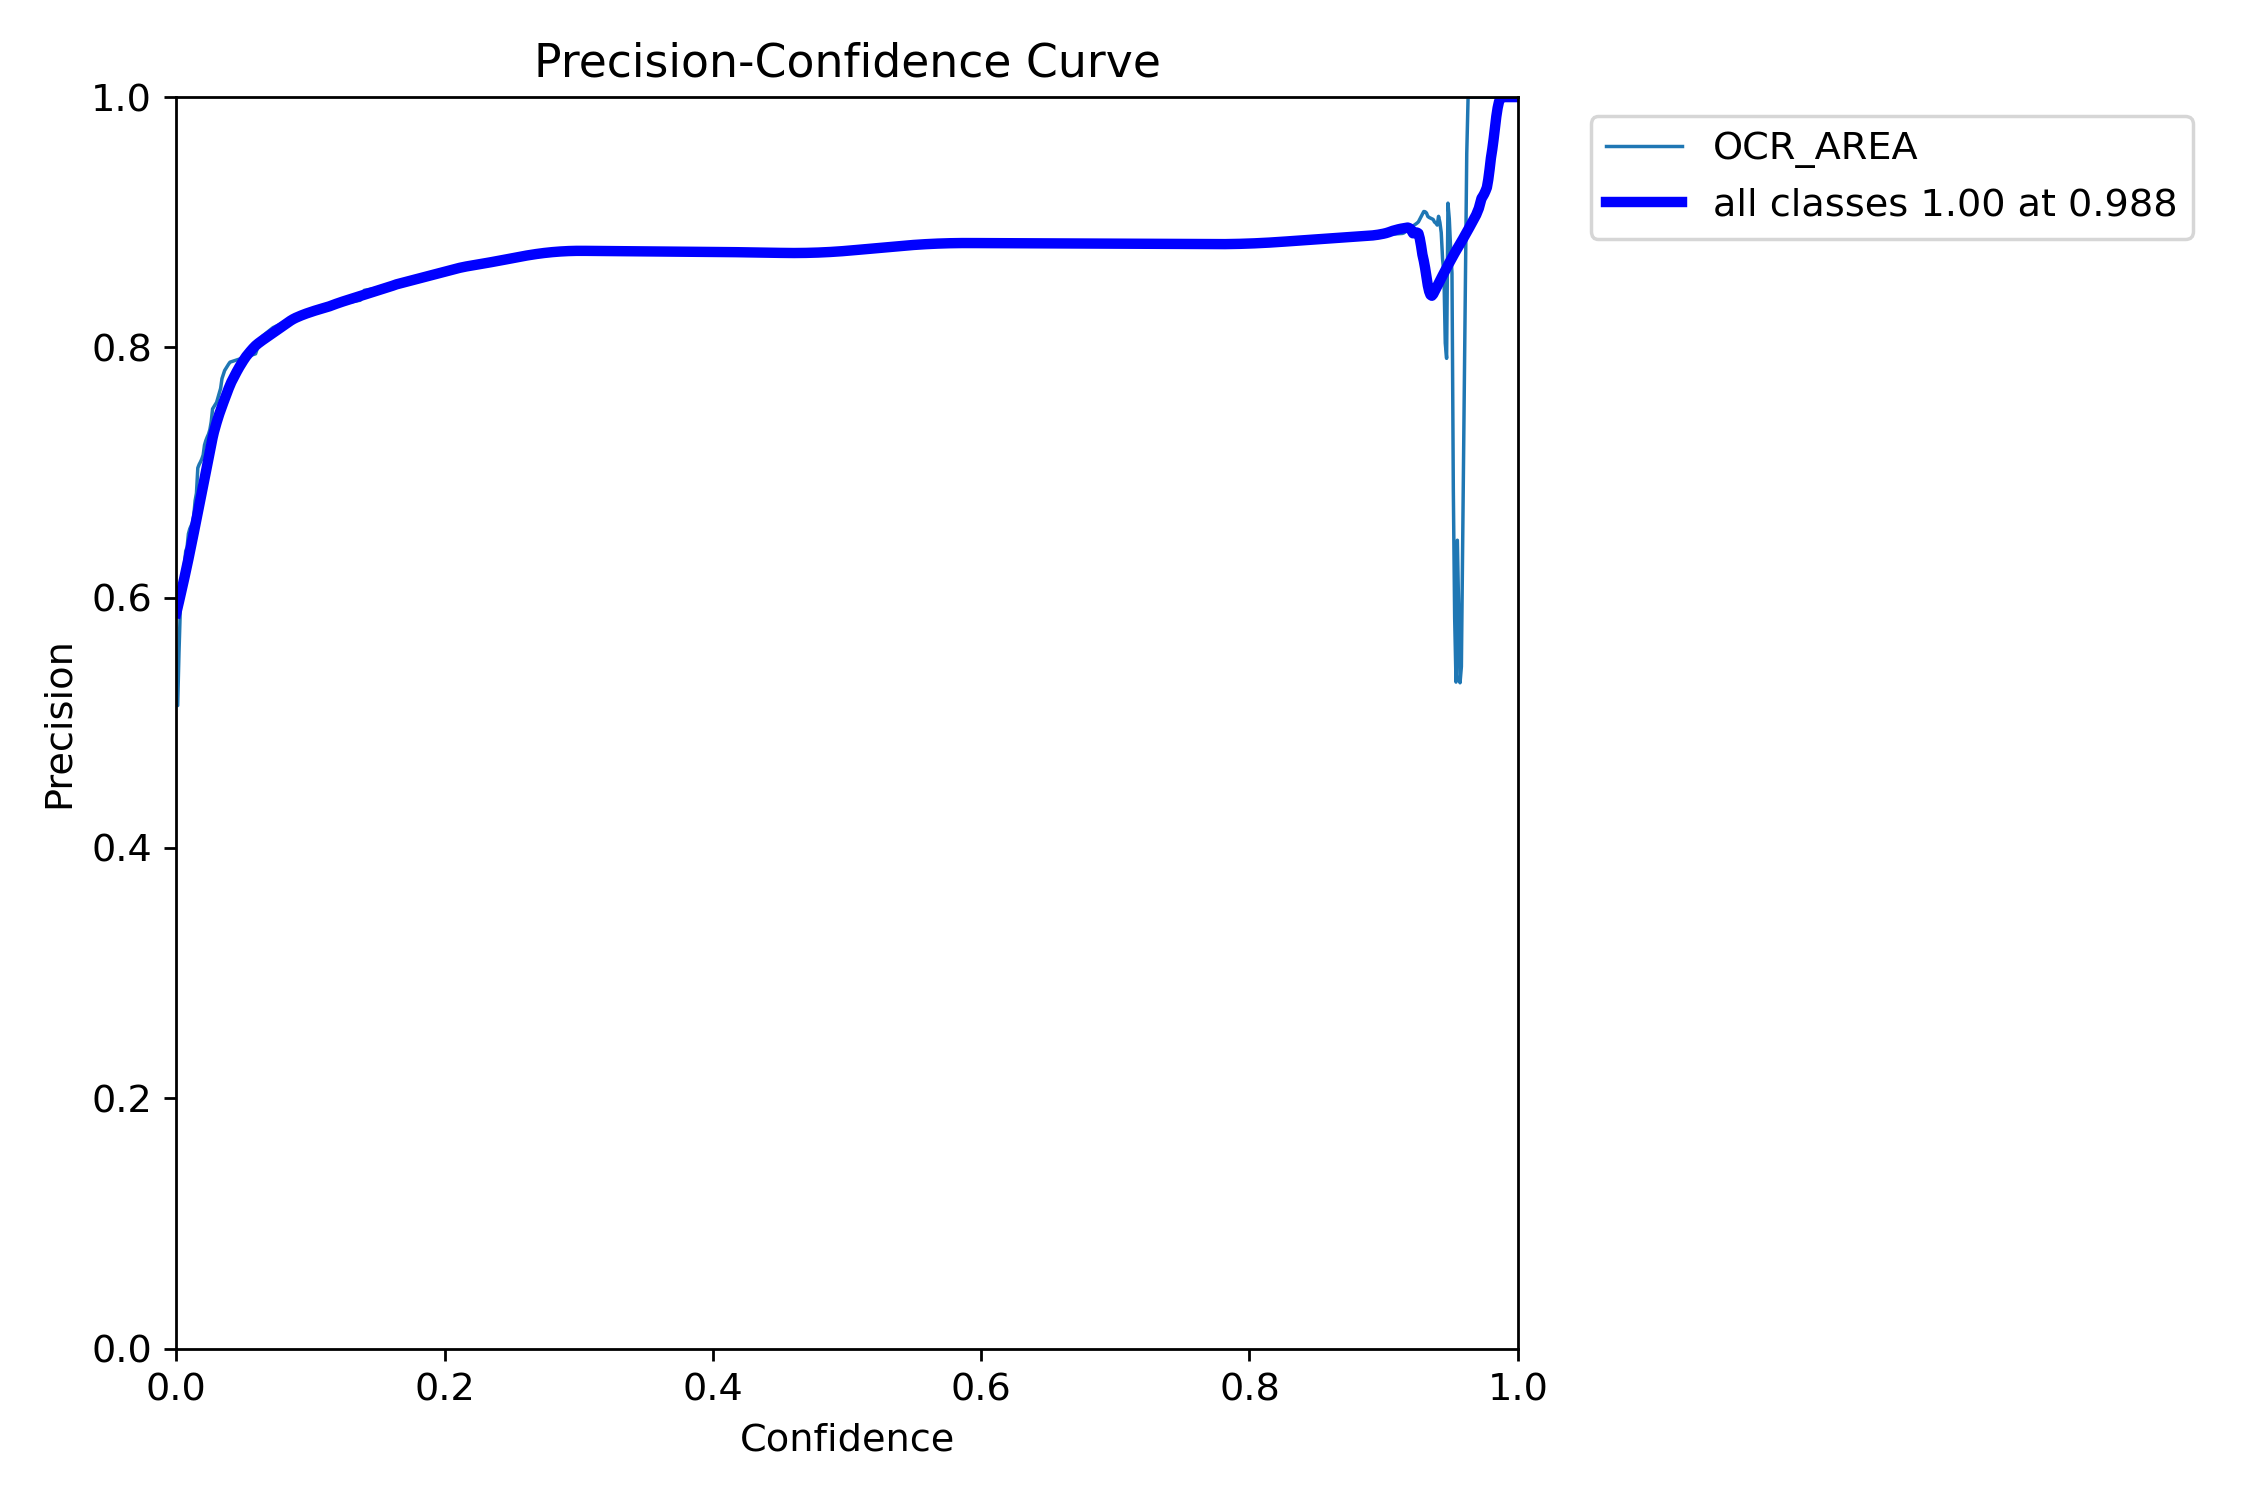 Precision-Confidence Curve
1.0
0.8
0.6
0.4
0.2
0.0
Precision
0.0 0.2 0.4 0.6 0.8 1.0
Confidence
OCR_AREA
all classes 1.00 at 0.988